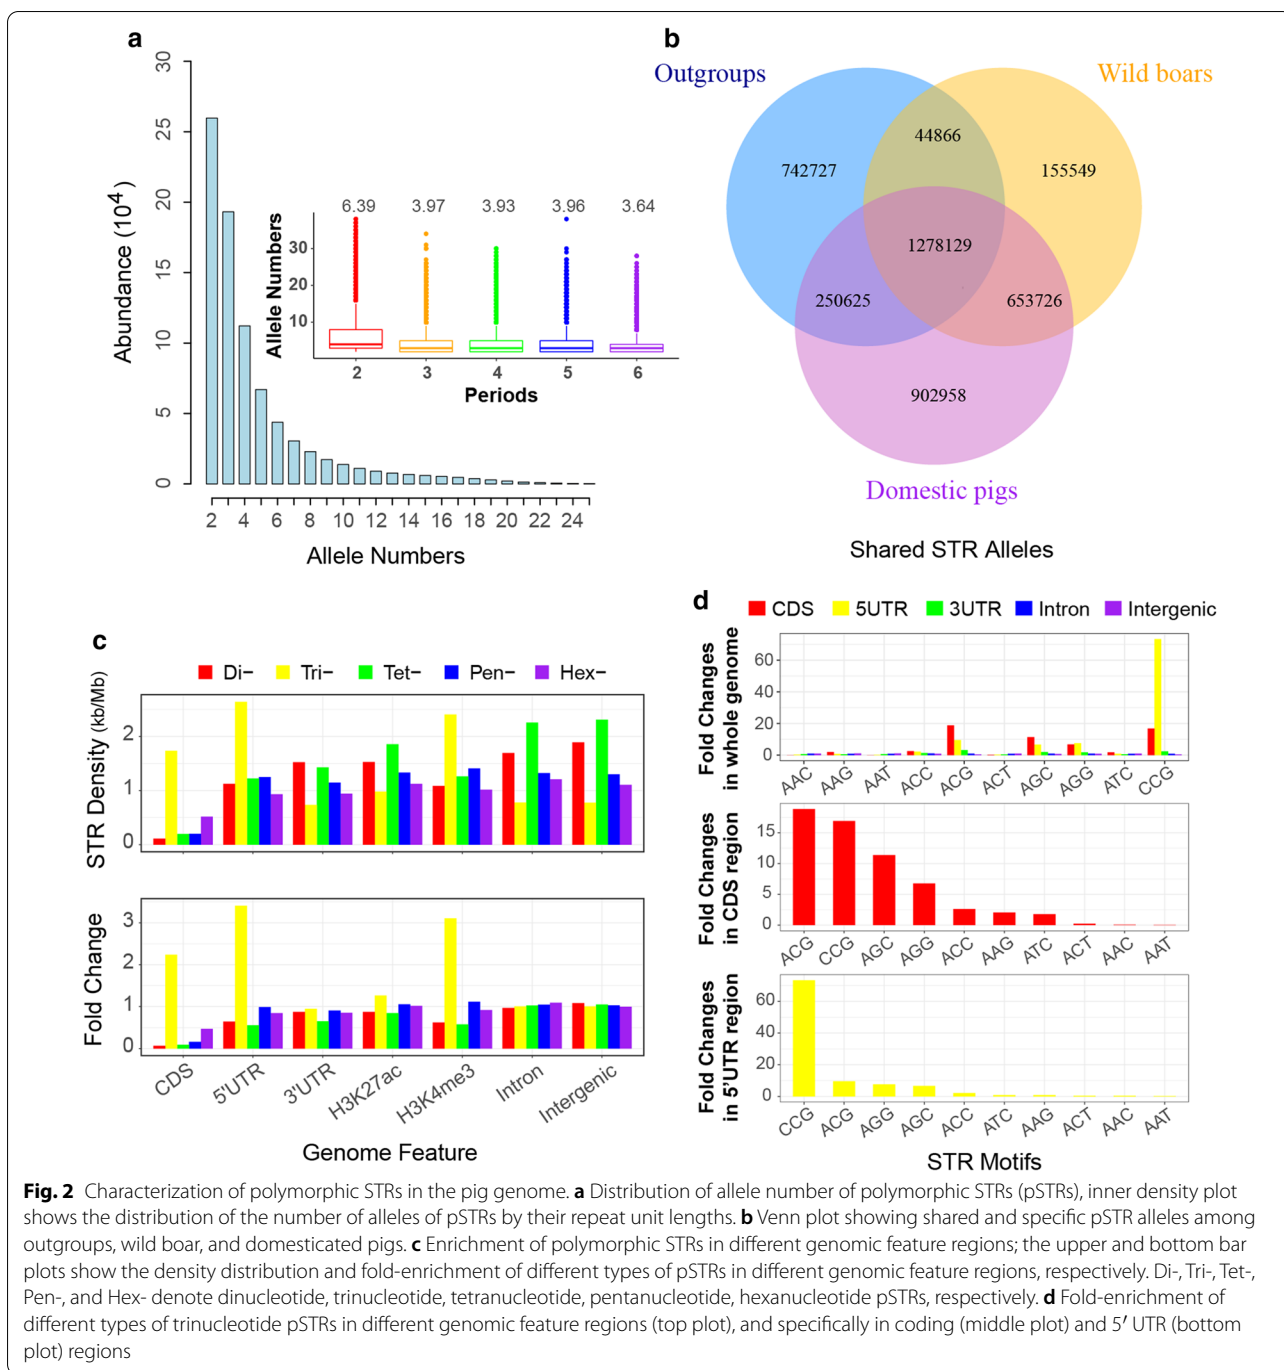 a
Abundance (10⁴)
30
25
20
15
10
5
0
2 4 6 8 10 12 14 16 18 20 22 24
Allele Numbers
6.39 3.97 3.93 3.96 3.64
Allele Numbers
30
20
10
2 3 4 5 6
Periods
b
Outgroups
Wild boars
44866
742727
155549
1278129
250625
653726
902958
Domestic pigs
Shared STR Alleles
c
Di− Tri− Tet− Pen− Hex−
STR Density (kb/Mb)
2
1
0
Fold Change
3
2
1
0
CDS 5'UTR 3'UTR H3K27ac H3K4me3 Intron Intergenic
Genome Feature
d
CDS 5UTR 3UTR Intron Intergenic
Fold Changes
in whole genome
60
40
20
0
AAC AAG AAT ACC ACG ACT AGC AGG ATC CCG
Fold Changes
in CDS region
15
10
5
0
ACG CCG AGC AGG ACC AAG ATC ACT AAC AAT
Fold Changes
in 5'UTR region
60
40
20
0
CCG ACG AGG AGC ACC ATC AAG ACT AAC AAT
STR Motifs
Fig. 2 Characterization of polymorphic STRs in the pig genome. a Distribution of allele number of polymorphic STRs (pSTRs), inner density plot
shows the distribution of the number of alleles of pSTRs by their repeat unit lengths. b Venn plot showing shared and specific pSTR alleles among
outgroups, wild boar, and domesticated pigs. c Enrichment of polymorphic STRs in different genomic feature regions; the upper and bottom bar
plots show the density distribution and fold-enrichment of different types of pSTRs in different genomic feature regions, respectively. Di-, Tri-, Tet-,
Pen-, and Hex- denote dinucleotide, trinucleotide, tetranucleotide, pentanucleotide, hexanucleotide pSTRs, respectively. d Fold-enrichment of
different types of trinucleotide pSTRs in different genomic feature regions (top plot), and specifically in coding (middle plot) and 5′ UTR (bottom
plot) regions